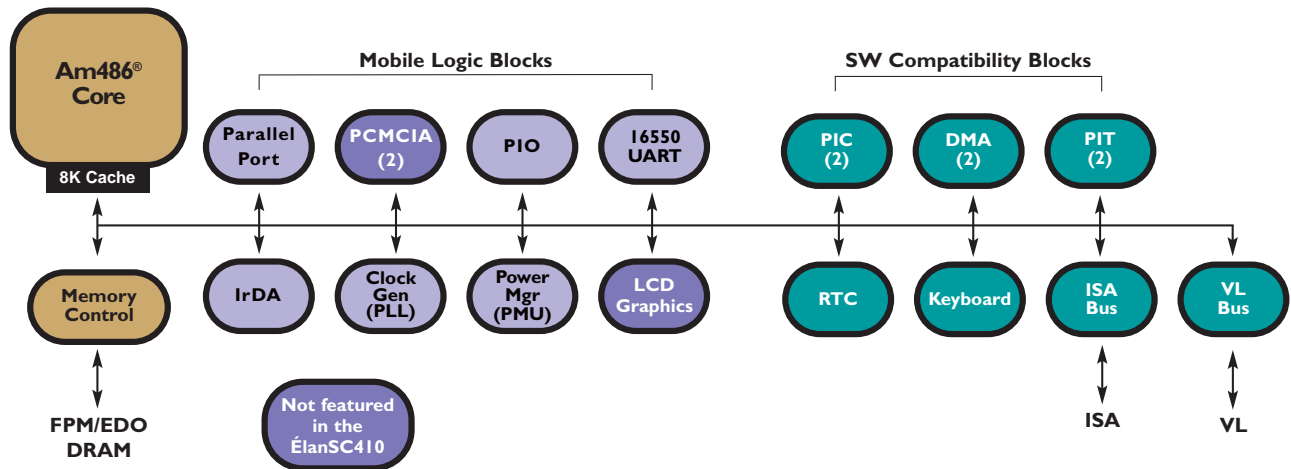 Am486®
Core
8K Cache
Mobile Logic Blocks
SW Compatibility Blocks
Parallel
Port
PCMCIA
(2)
PIO
16550
UART
PIC
(2)
DMA
(2)
PIT
(2)
Memory
Control
IrDA
Clock
Gen
(PLL)
Power
Mgr
(PMU)
LCD
Graphics
RTC
Keyboard
ISA
Bus
VL
Bus
FPM/EDO
DRAM
Not featured
in the
ÉlanSC410
ISA
VL